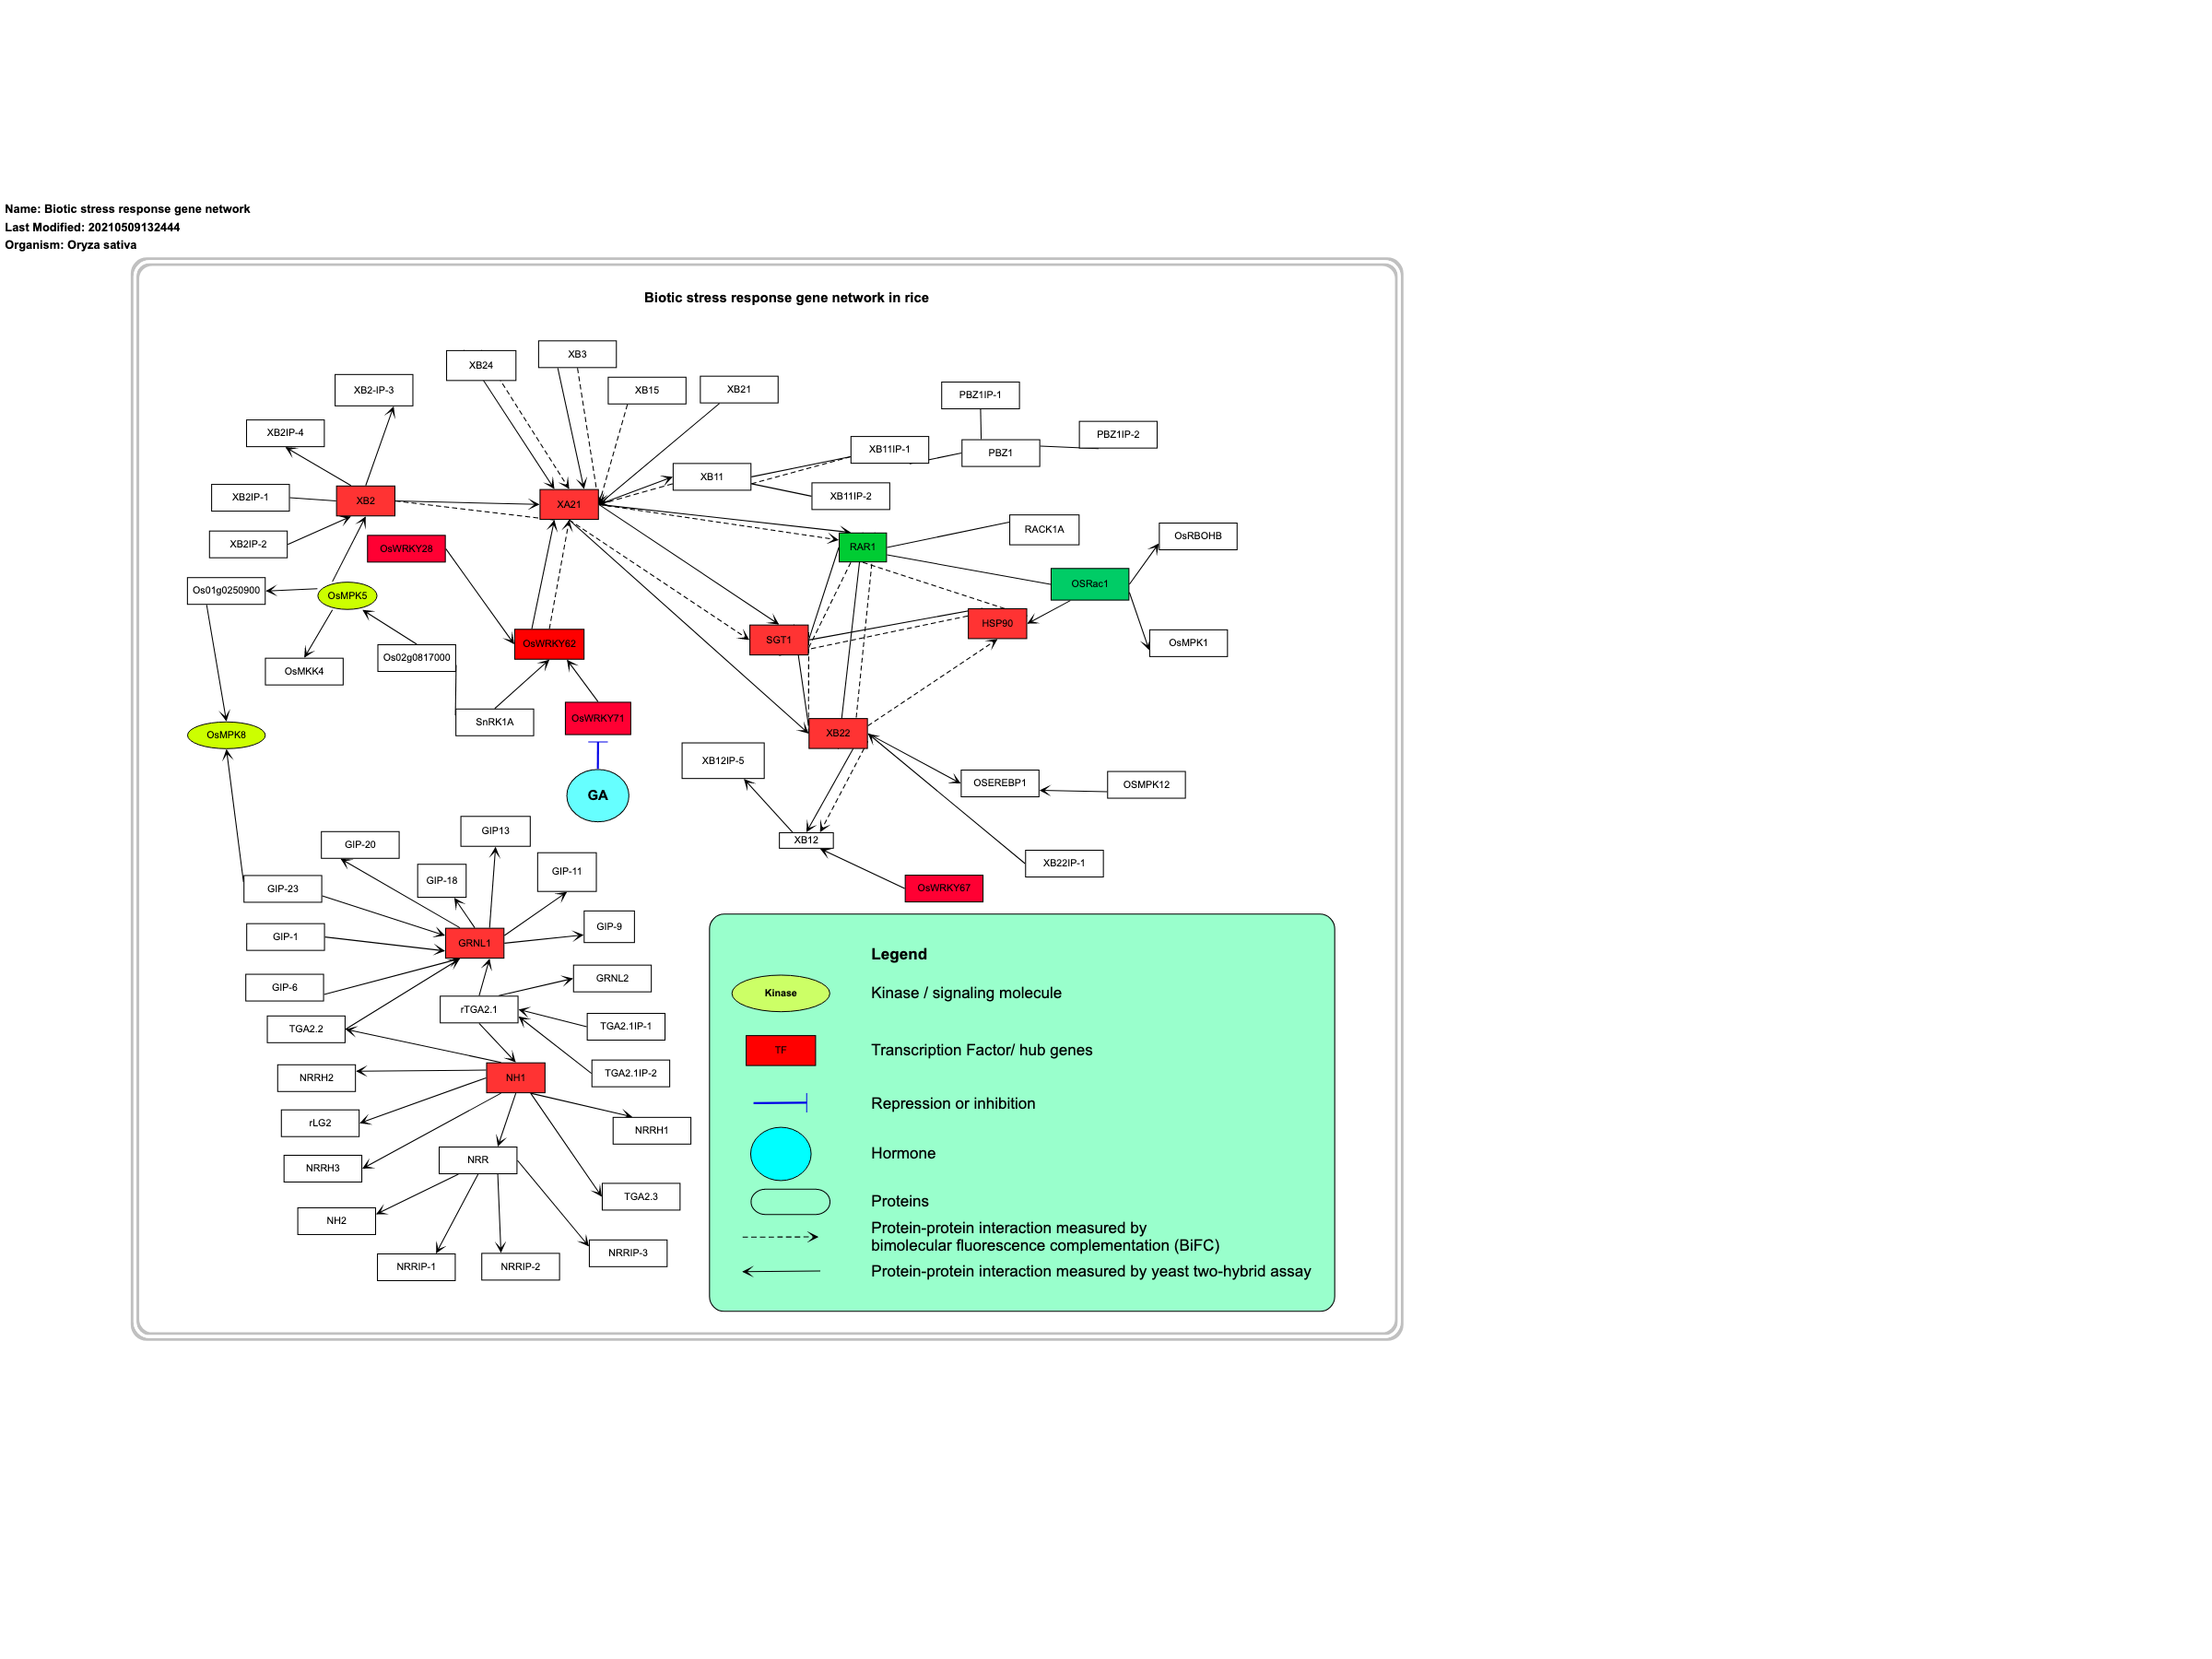 Name: Biotic stress response gene network
Last Modified: 20210509132444
Organism: Oryza sativa
Biotic stress response gene network in rice
XB24
XB3
XB15
XB21
XB2-IP-3
XB2IP-4
PBZ1IP-1
PBZ1IP-2
XB11IP-1
PBZ1
XB11
XB11IP-2
XB2IP-1
XB2
XA21
XB2IP-2
OsWRKY28
RAR1
RACK1A
OsRBOHB
Os01g0250900
OsMPK5
OSRac1
HSP90
SGT1
OsWRKY62
OsMPK1
Os02g0817000
OsMKK4
SnRK1A
OsWRKY71
OsMPK8
XB22
XB12IP-5
GA
OSEREBP1
OSMPK12
XB12
XB22IP-1
OsWRKY67
GIP-20
GIP13
GIP-18
GIP-11
GIP-23
GIP-9
GIP-1
GRNL1
GIP-6
GRNL2
rTGA2.1
TGA2.2
TGA2.1IP-1
TGA2.1IP-2
NRRH2
NH1
rLG2
NRRH1
NRR
NRRH3
TGA2.3
NH2
NRRIP-1
NRRIP-2
NRRIP-3
Legend
Kinase
Kinase / signaling molecule
TF
Transcription Factor/ hub genes
Repression or inhibition
Hormone
Proteins
Protein-protein interaction measured by
bimolecular fluorescence complementation (BiFC)
Protein-protein interaction measured by yeast two-hybrid assay